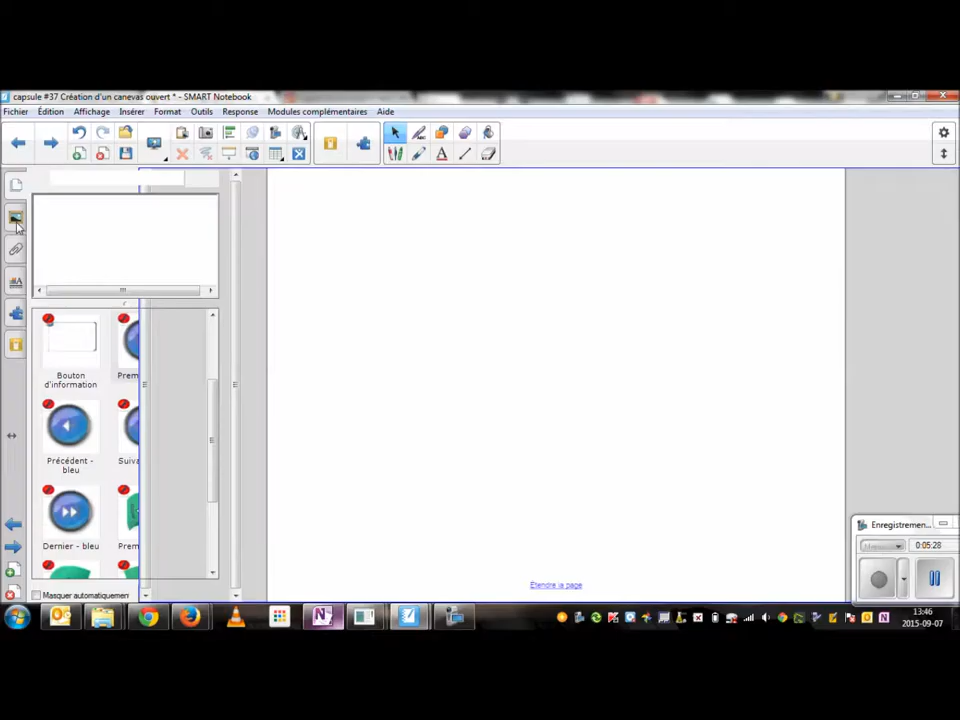 capsule #37 Création d'un canevas ouvert * - SMART Notebook
Fichier Édition Affichage Insérer Format Outils Réponse Modules complémentaires Aide
Bouton d'information
Prem
Précédent - bleu
Suiva
Dernier - bleu
Prem
Masquer automatiquemen
Étendre la page
Enregistremen...
0:05:28
13:46
2015-09-07